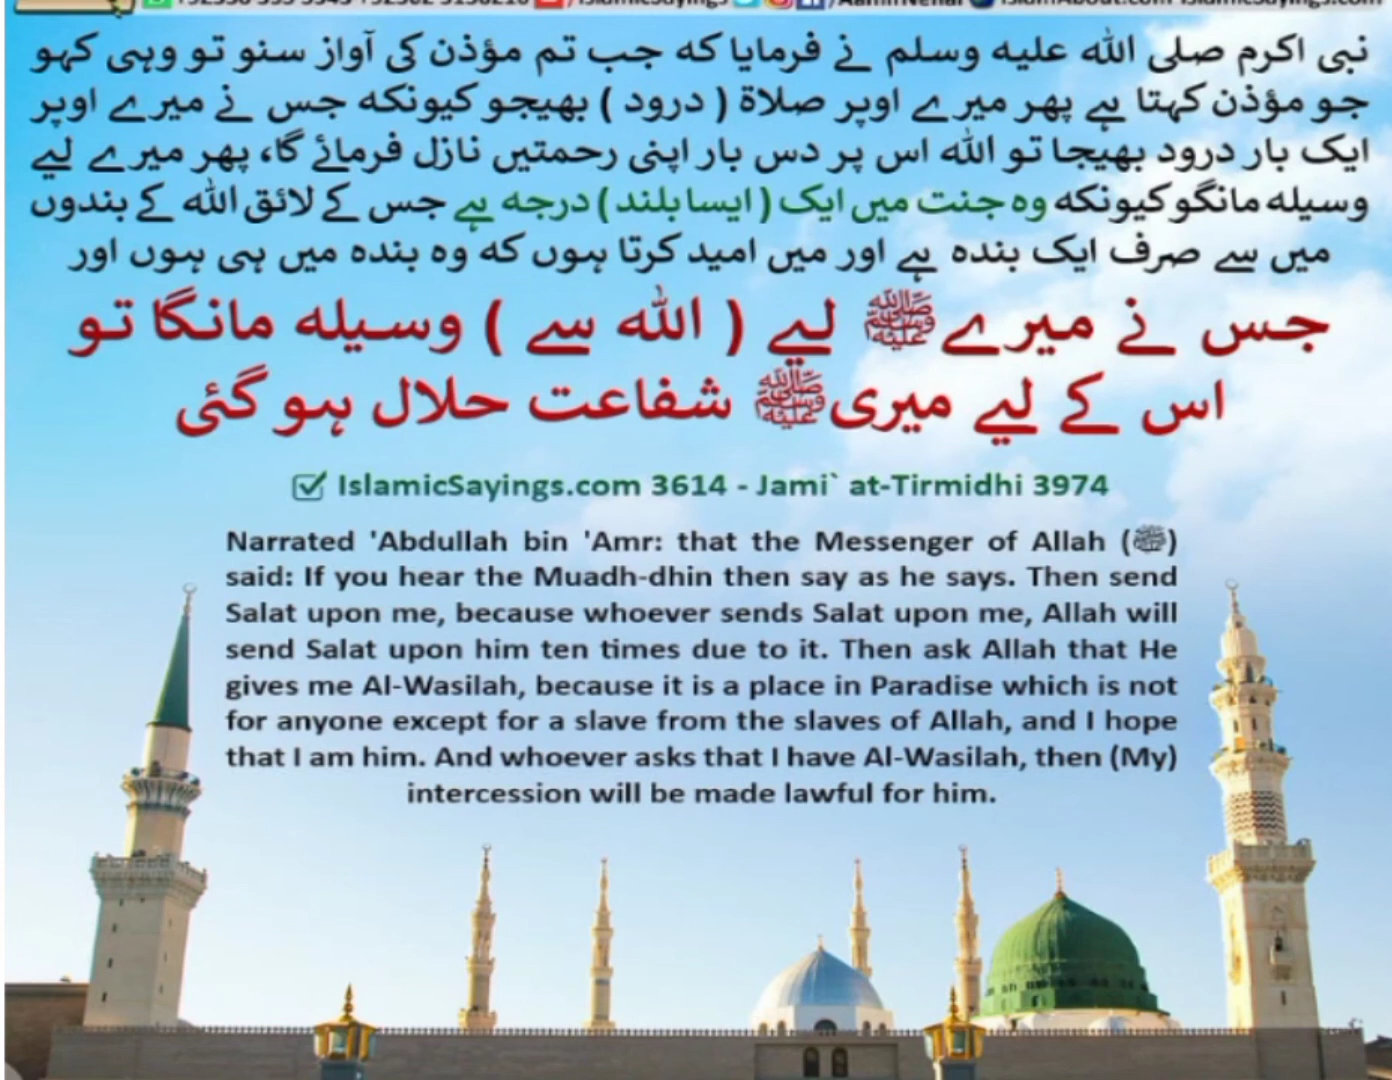 نبی اکرم صلی اللہ علیہ وسلم نے فرمایا کہ جب تم مؤذن کی آواز سنو تو وہی کہو
جو مؤذن کہتا ہے پھر میرے اوپر صلاۃ ( درود ) بھیجو کیونکہ جس نے میرے اوپر
ایک بار درود بھیجا تو اللہ اس پر دس بار اپنی رحمتیں نازل فرمائے گا، پھر میرے لیے
وسیلہ مانگو کیونکہ وہ جنت میں ایک ( ایسا بلند ) درجہ ہے جس کے لائق اللہ کے بندوں
میں سے صرف ایک بندہ ہے اور میں امید کرتا ہوں کہ وہ بندہ میں ہی ہوں اور
جس نے میرے ﷺ لیے ( اللہ سے ) وسیلہ مانگا تو
اس کے لیے میری ﷺ شفاعت حلال ہو گئی
IslamicSayings.com 3614 - Jami` at-Tirmidhi 3974
Narrated 'Abdullah bin 'Amr: that the Messenger of Allah (ﷺ)
said: If you hear the Muadh-dhin then say as he says. Then send
Salat upon me, because whoever sends Salat upon me, Allah will
send Salat upon him ten times due to it. Then ask Allah that He
gives me Al-Wasilah, because it is a place in Paradise which is not
for anyone except for a slave from the slaves of Allah, and I hope
that I am him. And whoever asks that I have Al-Wasilah, then (My)
intercession will be made lawful for him.